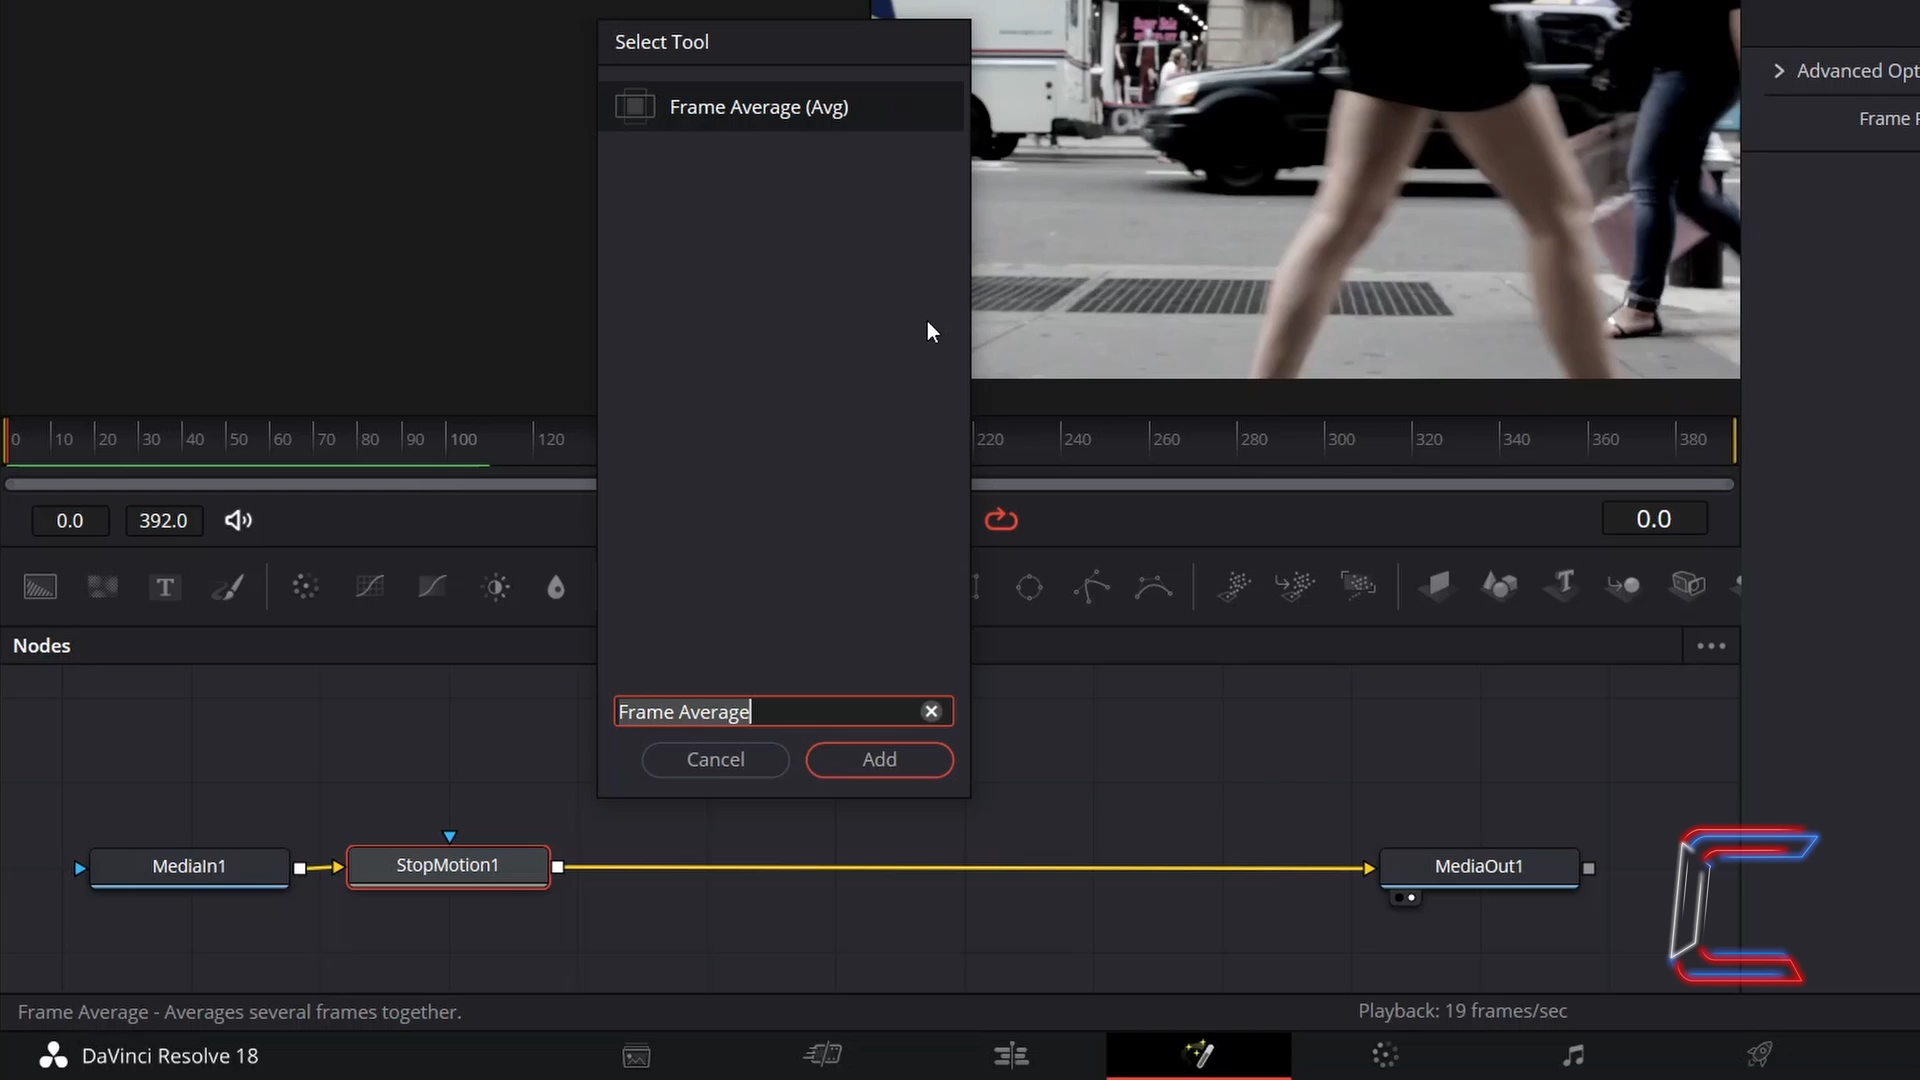 Select Tool
Frame Average (Avg)
Advanced Opt
Frame F
0 10 20 30 40 50 60 70 80 90 100 120 220 240 260 280 300 320 340 360 380
0.0 392.0 0.0
T
Nodes
Frame Average
Cancel Add
MediaIn1 StopMotion1 MediaOut1
Frame Average - Averages several frames together. Playback: 19 frames/sec
DaVinci Resolve 18